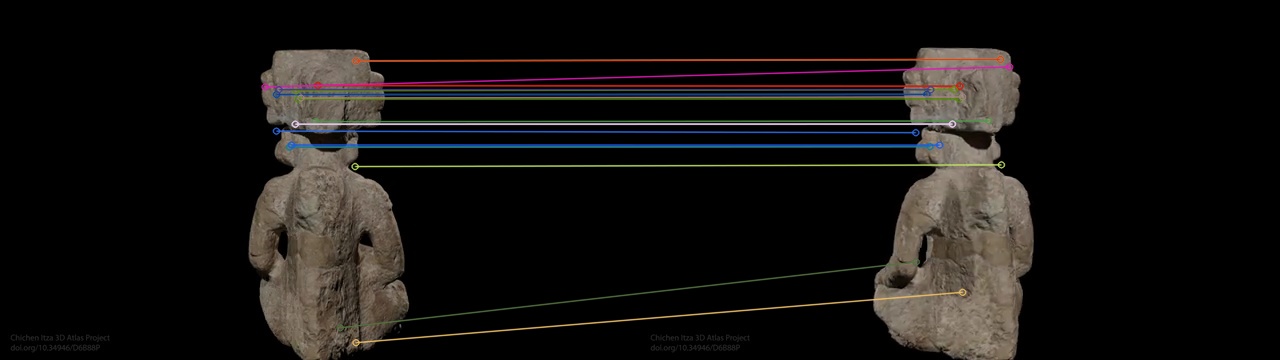 Chichen Itza 3D Atlas Project
doi.org/10.34946/D6B88P
Chichen Itza 3D Atlas Project
doi.org/10.34946/D6B88P